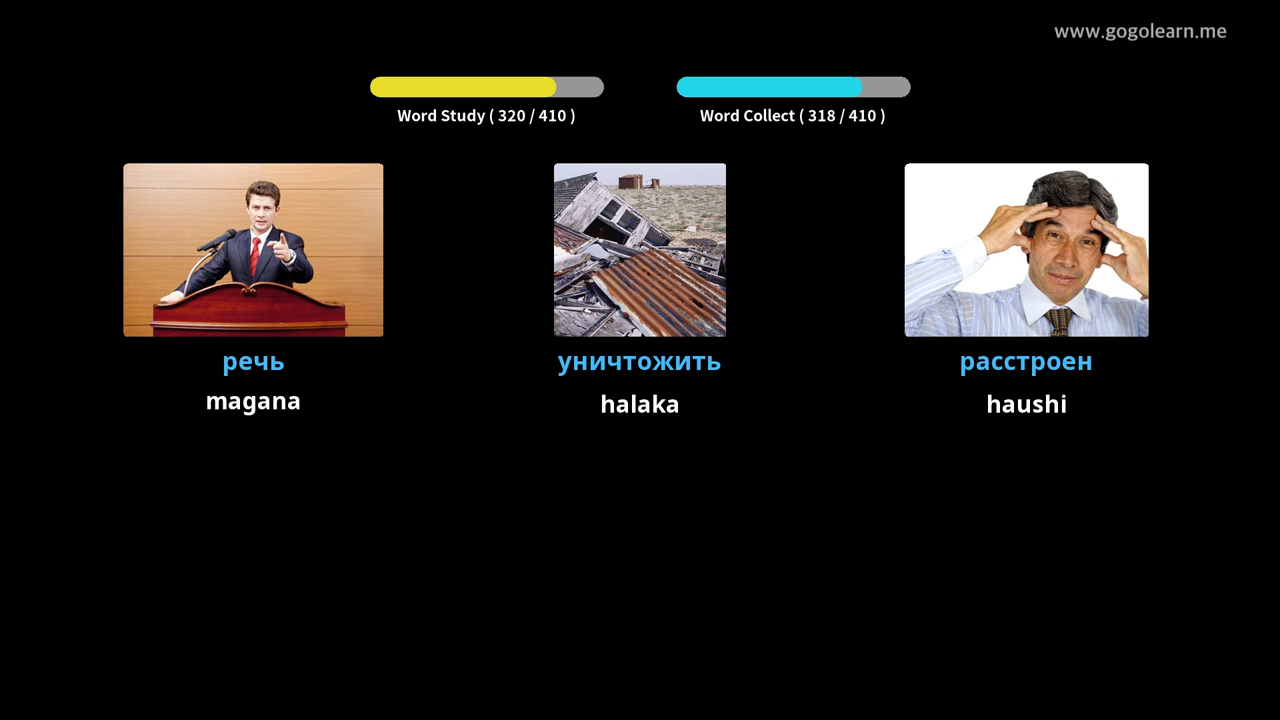 www.gogolearn.me
Word Study ( 320 / 410 )
Word Collect ( 318 / 410 )
речь
magana
уничтожить
halaka
расстроен
haushi